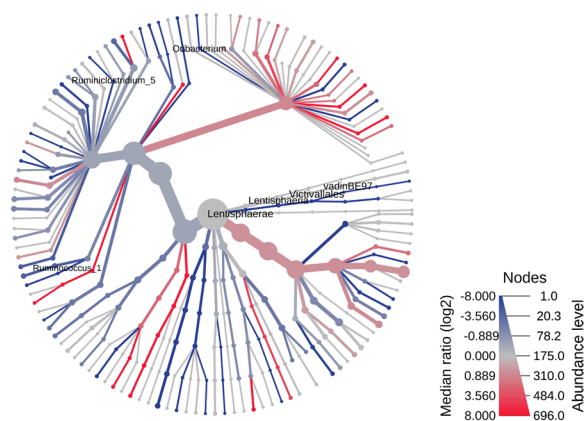 Oribacterium
Ruminiclostridium_5
vadinBE97
Victivallales
Lentisphaeria
Lentisphaerae
Ruminococcus_1
Nodes
Median ratio (log2)
Abundance level
-8.000 1.0
-3.560 20.3
-0.889 78.2
0.000 175.0
0.889 310.0
3.560 484.0
8.000 696.0